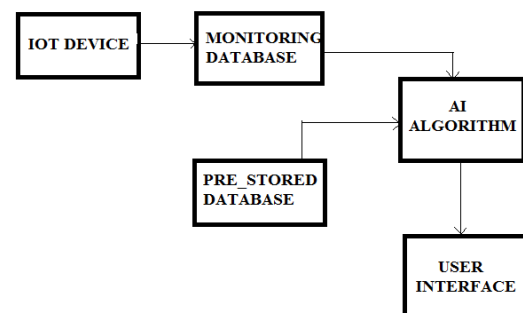 IOT DEVICE
MONITORING
DATABASE
AI
ALGORITHM
PRE_STORED
DATABASE
USER
INTERFACE